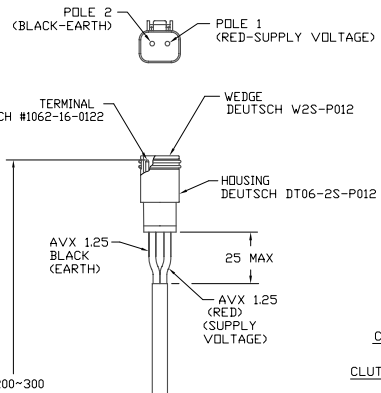 POLE 2
(BLACK-EARTH)
POLE 1
(RED-SUPPLY VOLTAGE)
TERMINAL
CH #1062-16-0122
WEDGE
DEUTSCH W2S-P012
HOUSING
DEUTSCH DT06-2S-P012
AVX 1.25
BLACK
(EARTH)
25 MAX
AVX 1.25
(RED)
(SUPPLY
VOLTAGE)
C
CLUT
200~300